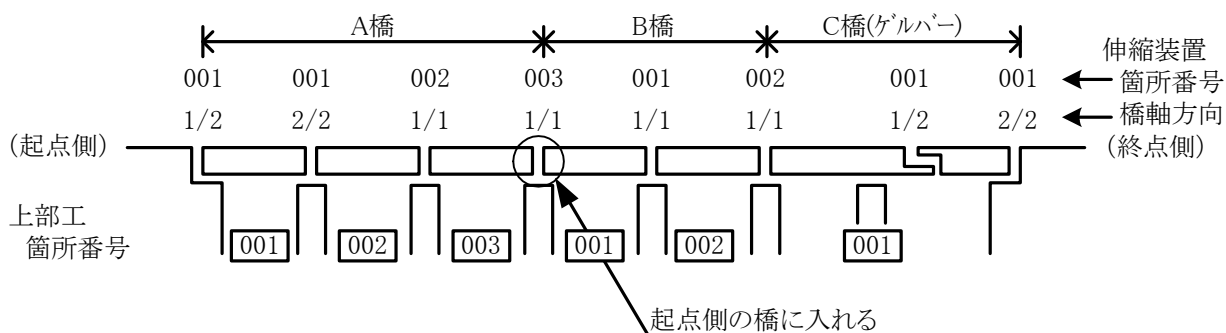 A橋 B橋 C橋(ゲルバー)
001 001 002 003 001 002 001 001 伸縮装置箇所番号
1/2 2/2 1/1 1/1 1/1 1/1 1/2 2/2 橋軸方向
(起点側) (終点側)
上部工箇所番号
001 002 003 001 002 001
起点側の橋に入れる